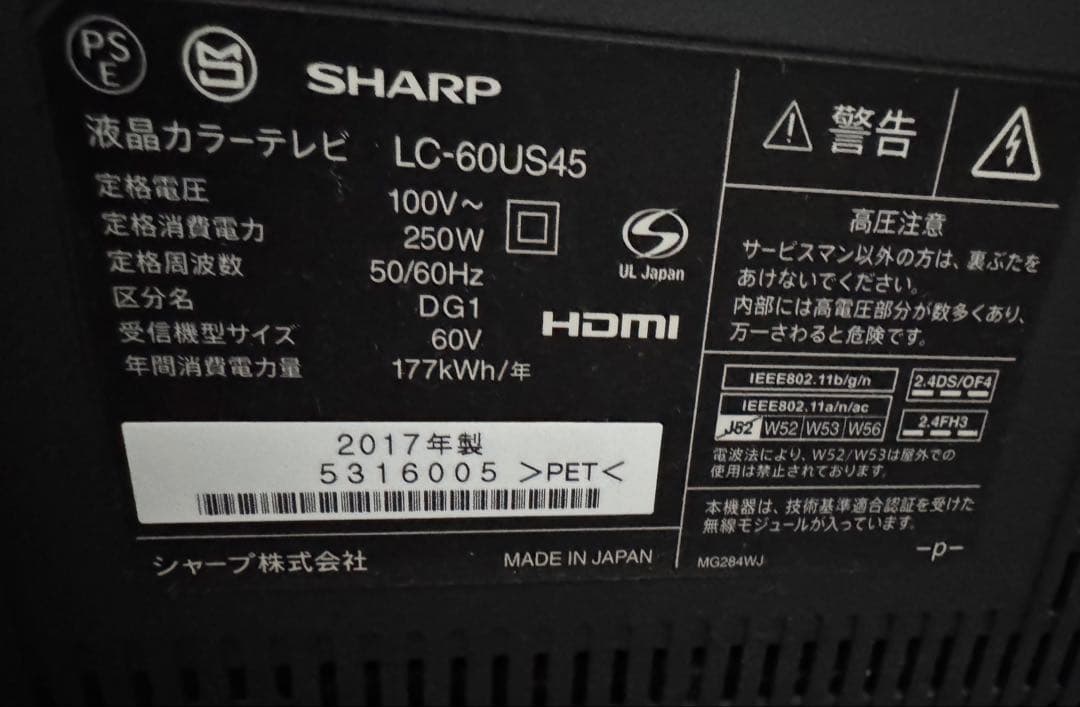 PS
E
SHARP
液晶カラーテレビ LC-60US45
定格電圧 100V～
定格消費電力 250W
定格周波数 50/60Hz
区分名 DG1
受信機型サイズ 60V
年間消費電力量 177kWh/年
UL Japan
HDMI
2017年製
5316005 >PET<
シャープ株式会社 MADE IN JAPAN
警告
高圧注意
サービスマン以外の方は、裏ぶたを
あけないでください。
内部には高電圧部分が数多くあり、
万一さわると危険です。
IEEE802.11b/g/n
IEEE802.11a/n/ac
J52 W52 W53 W56
2.4DS/OF4
2.4FH3
電波法により、W52/W53は屋外での
使用は禁止されております。
本機器は、技術基準適合認証を受けた
無線モジュールが入っています。
MG284WJ -p-